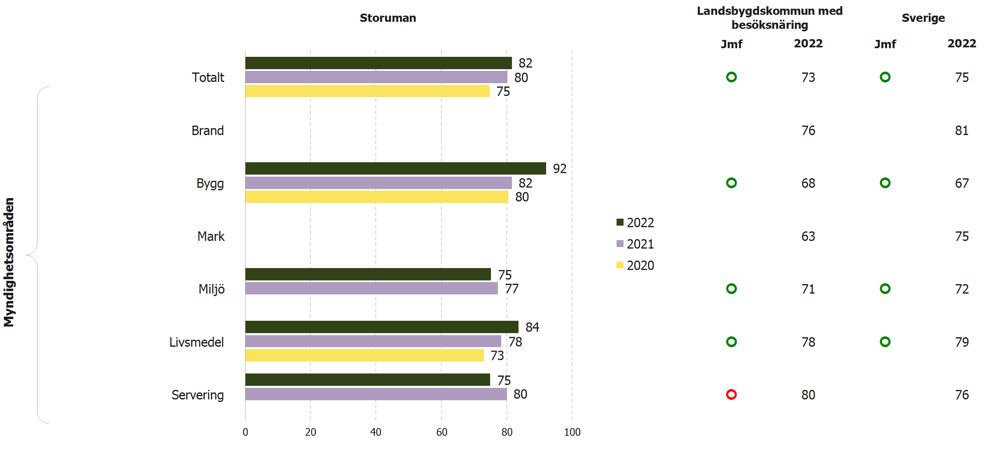 Storuman
Landsbygdskommun med
besöksnäring
Sverige
Jmf
2022
Jmf
2022
Myndighetsområden
Totalt
82
80
75
73
75
Brand
76
81
Bygg
92
82
80
68
67
Mark
63
75
Miljö
75
77
71
72
Livsmedel
84
78
73
78
79
Servering
75
80
80
76
2022
2021
2020
0 20 40 60 80 100